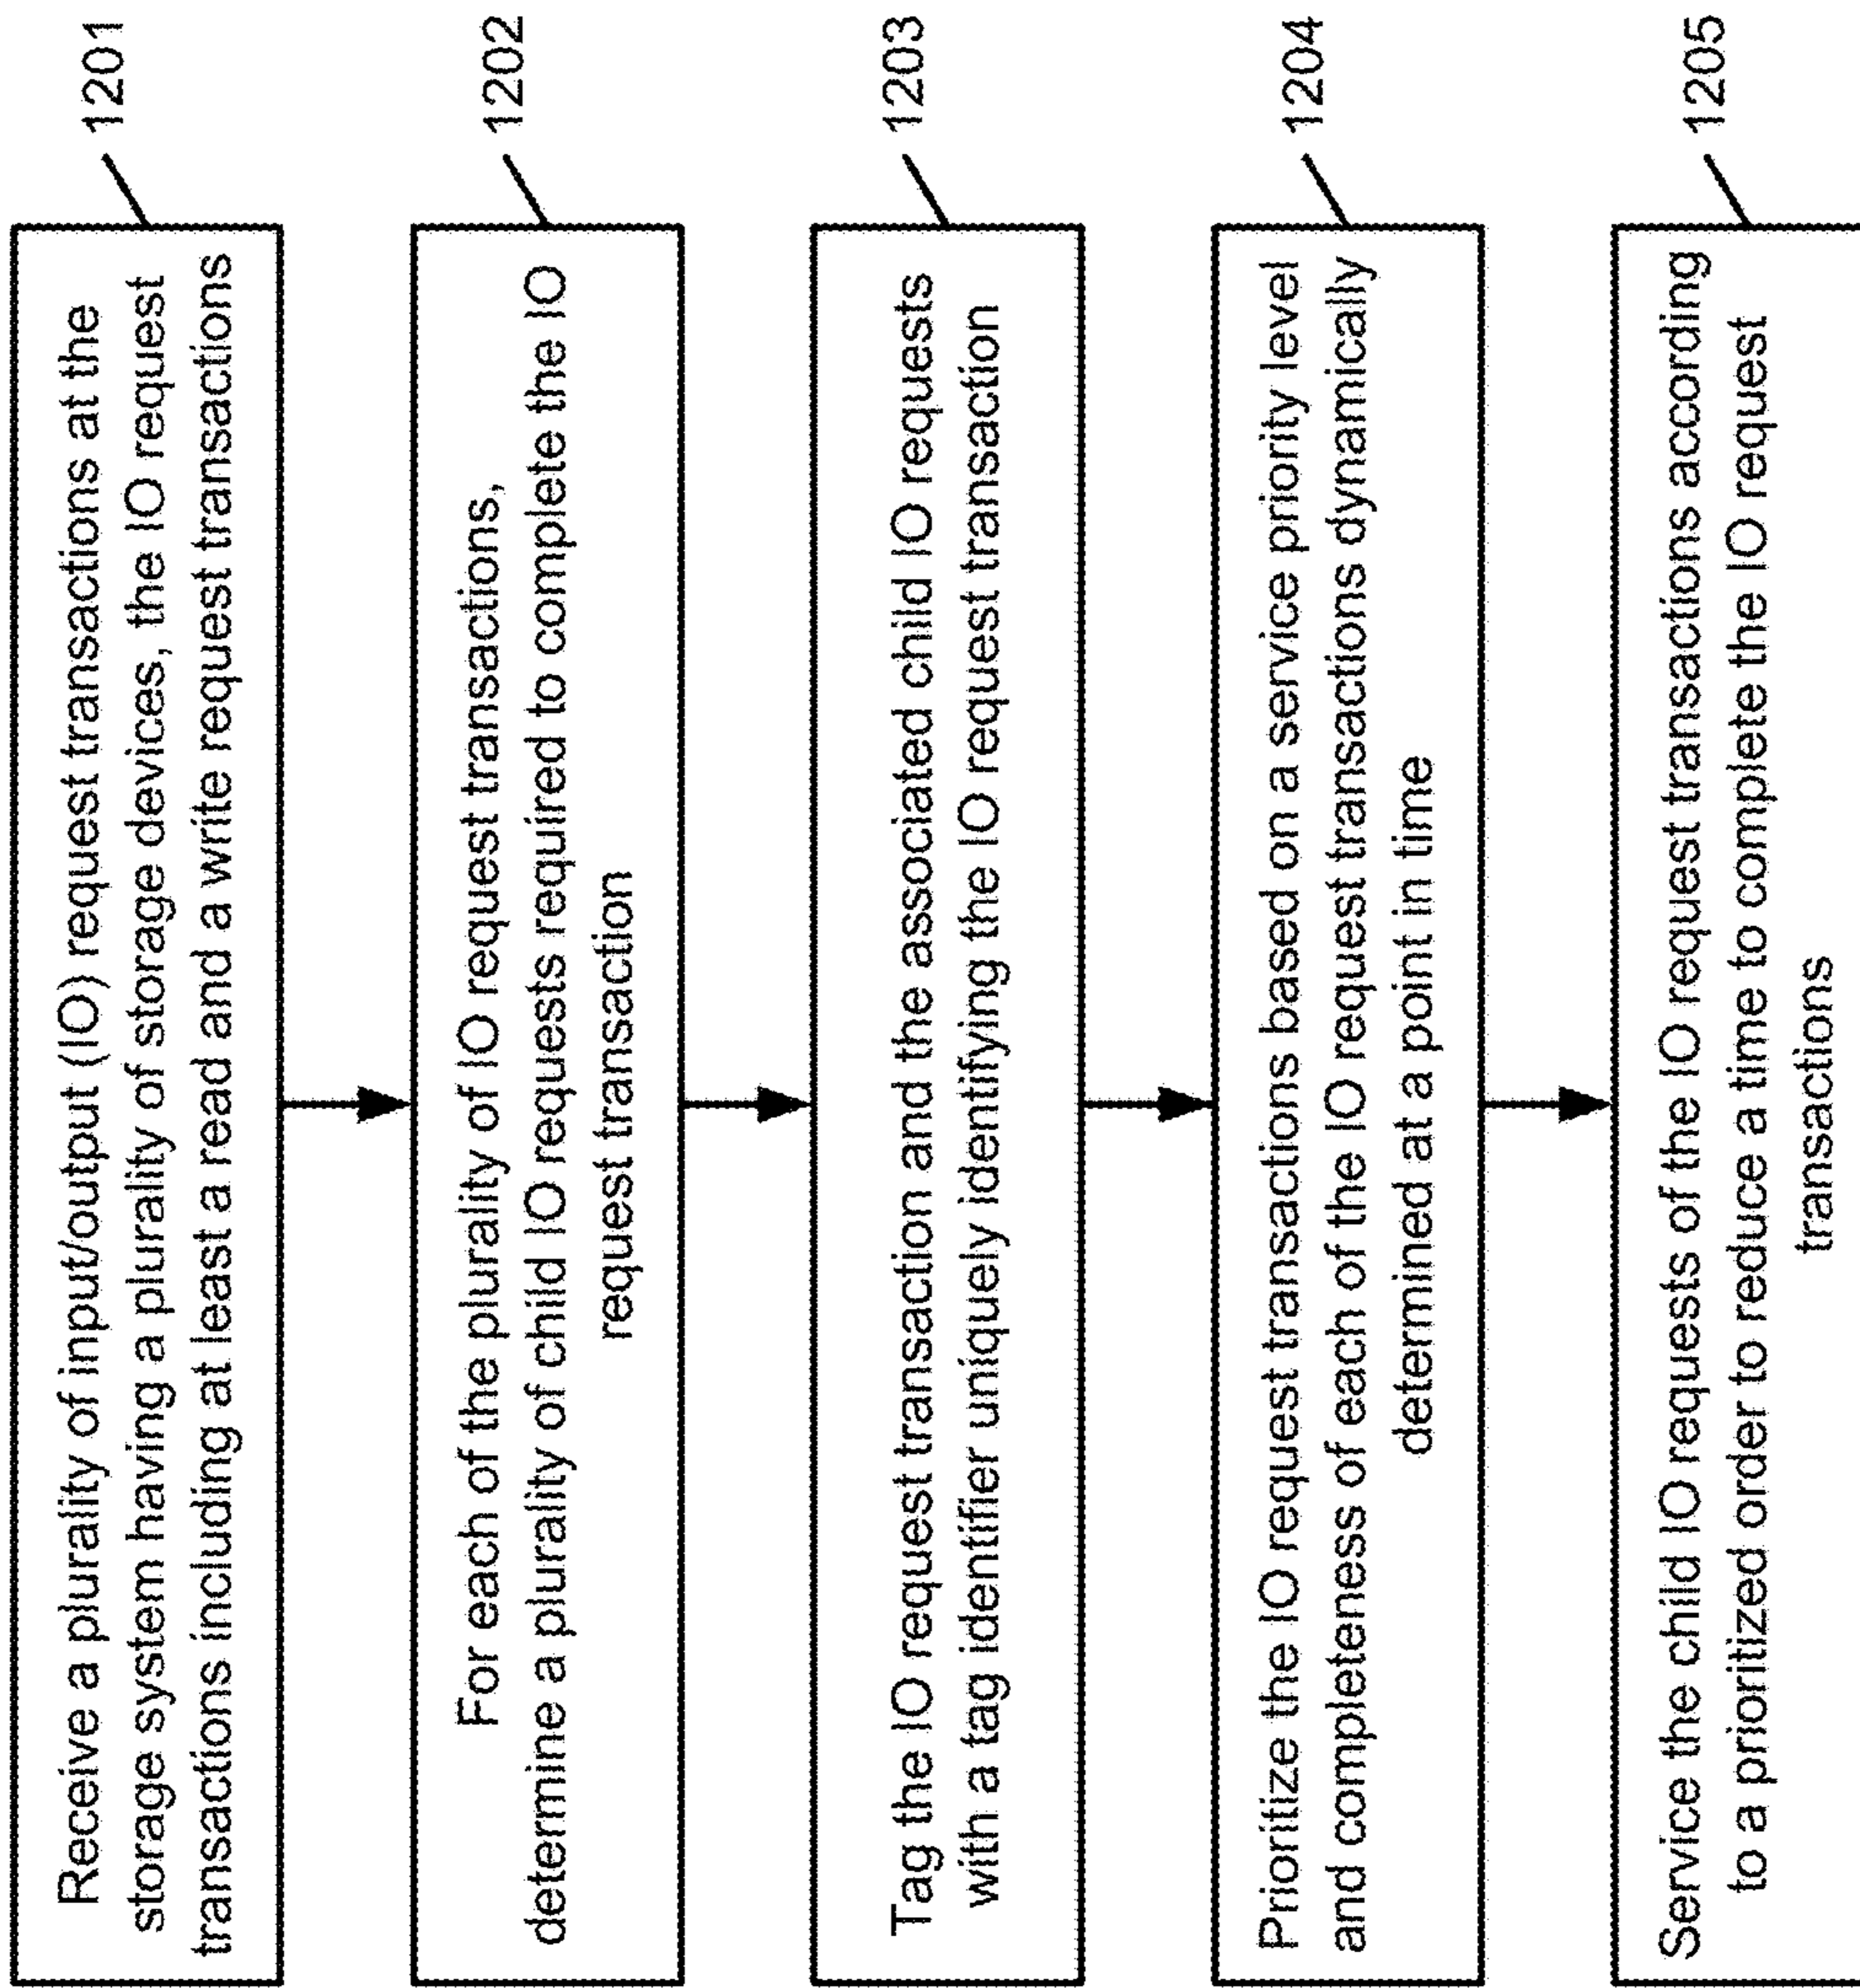 Receive a plurality of input/output (IO) request transactions at the
storage system having a plurality of storage devices, the IO request
transactions including at least a read and a write request transactions
1201
For each of the plurality of IO request transactions,
determine a plurality of child IO requests required to complete the IO
request transaction
1202
Tag the IO request transaction and the associated child IO requests
with a tag identifier uniquely identifying the IO request transaction
1203
Prioritize the IO request transactions based on a service priority level
and completeness of each of the IO request transactions dynamically
determined at a point in time
1204
Service the child IO requests of the IO request transactions according
to a prioritized order to reduce a time to complete the IO request
transactions
1205